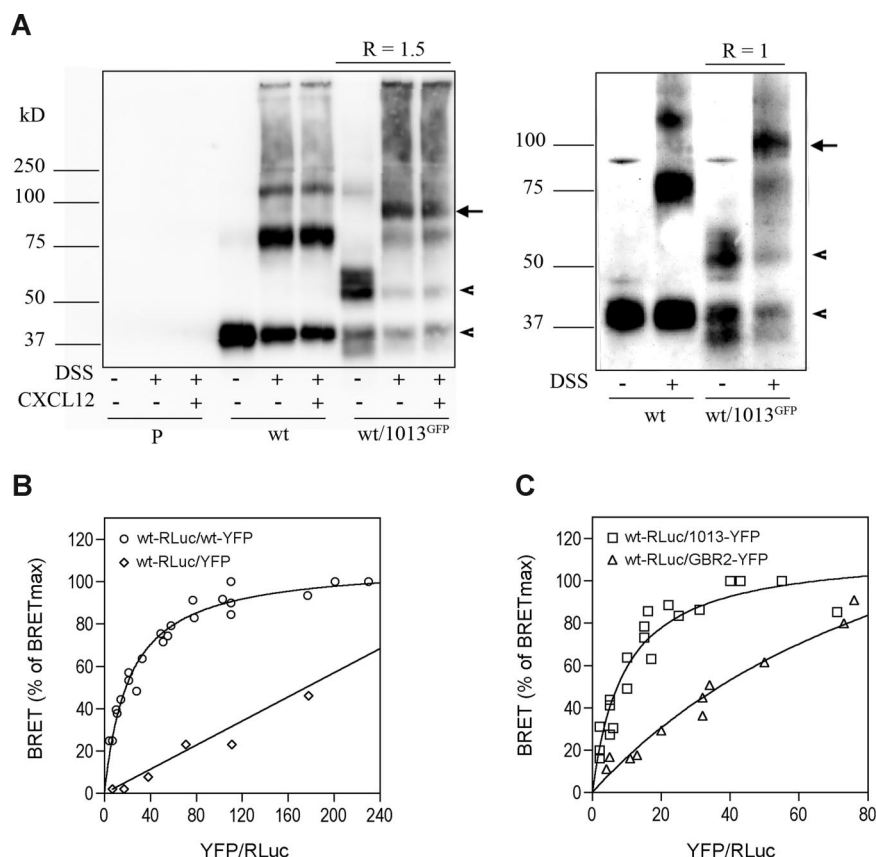 A
R = 1.5
R = 1
kD
250
100
75
50
37
100
75
50
37
DSS - + + - + + - + +
CXCL12 - - + - - + - - +
P wt wt/1013GFP
DSS - + - +
wt wt/1013GFP
B
wt-RLuc/wt-YFP
wt-RLuc/YFP
BRET (% of BRETmax)
120
100
80
60
40
20
0
0 40 80 120 160 200 240
YFP/RLuc
C
wt-RLuc/1013-YFP
wt-RLuc/GBR2-YFP
BRET (% of BRETmax)
120
100
80
60
40
20
0
0 20 40 60 80
YFP/RLuc